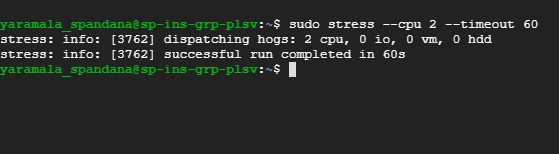 yaramala_spandana@sp-ins-grp-plsv:~$ sudo stress --cpu 2 --timeout 60
stress: info: [3762] dispatching hogs: 2 cpu, 0 io, 0 vm, 0 hdd
stress: info: [3762] successful run completed in 60s
yaramala_spandana@sp-ins-grp-plsv:~$